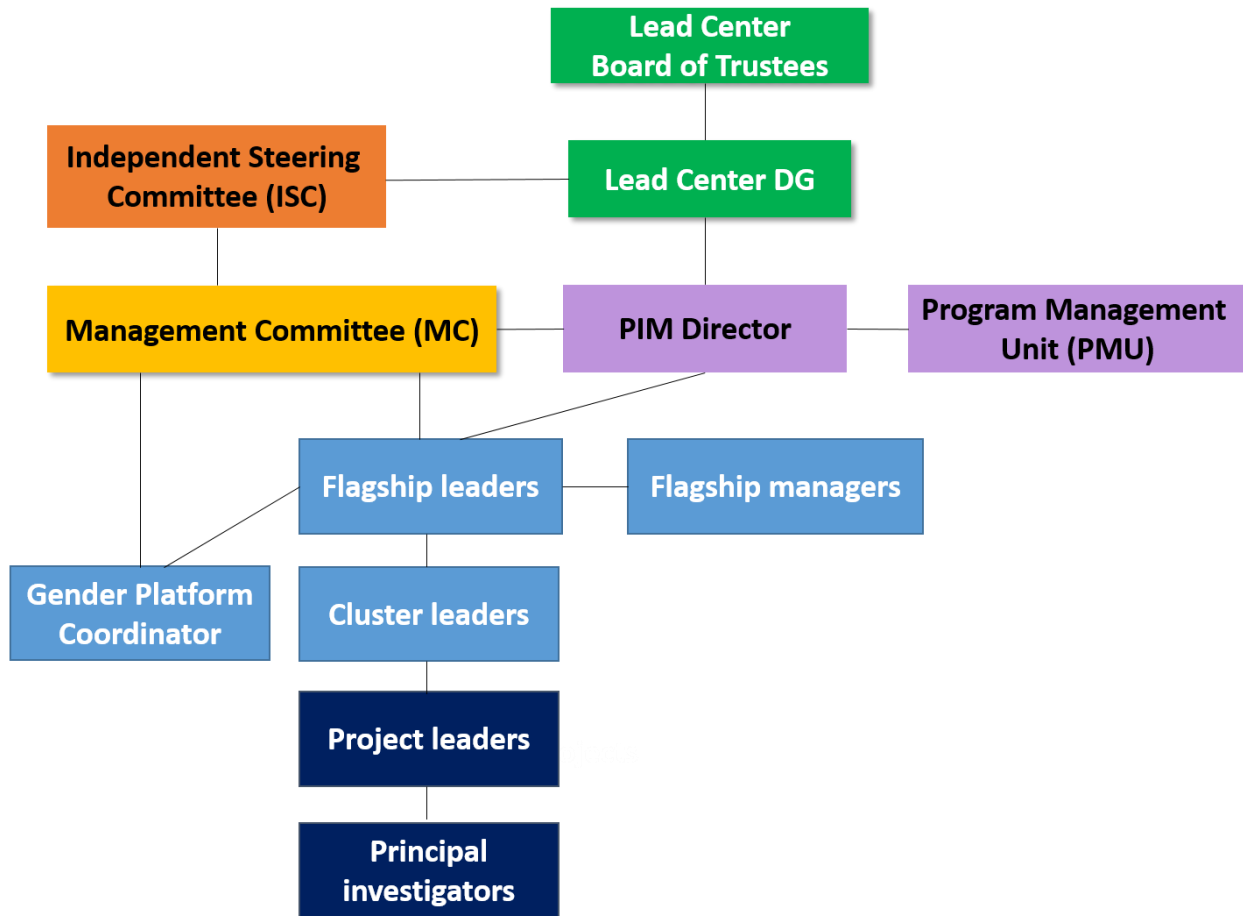 Lead Center
Board of Trustees
Independent Steering
Committee (ISC)
Lead Center DG
Management Committee (MC)
PIM Director
Program Management
Unit (PMU)
Flagship leaders
Flagship managers
Gender Platform
Coordinator
Cluster leaders
Project leaders
Principal
investigators